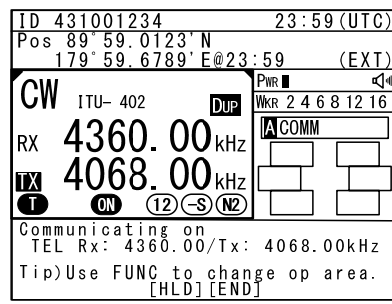 ID 431001234 23:59(UTC)
Pos 89°59.0123'N
179°59.6789'E@23:59 (EXT)
CW ITU- 402 DUP
RX 4360.00kHz
TX 4068.00kHz
T ON 12 -S N2
PWR
WKR 2 4 6 8 12 16
A COMM
Communicating on
TEL Rx: 4360.00/Tx: 4068.00kHz
Tip)Use FUNC to change op area.
[HLD][END]